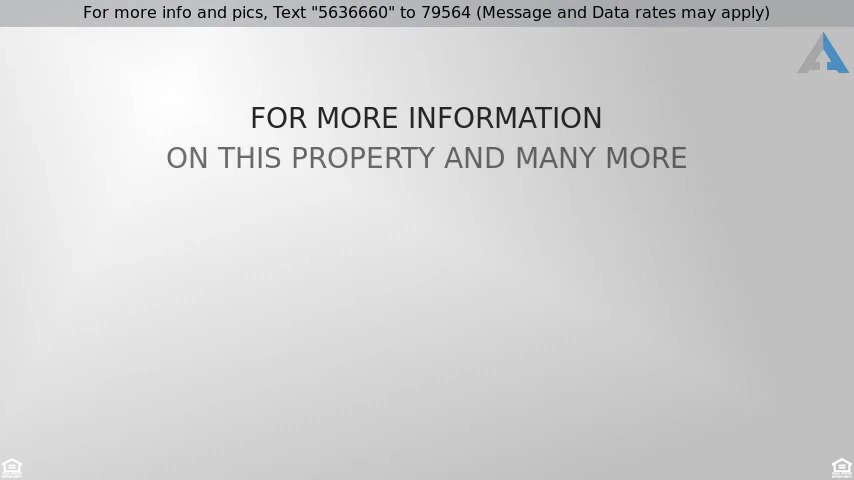 For more info and pics, Text "5636660" to 79564 (Message and Data rates may apply)
FOR MORE INFORMATION
ON THIS PROPERTY AND MANY MORE